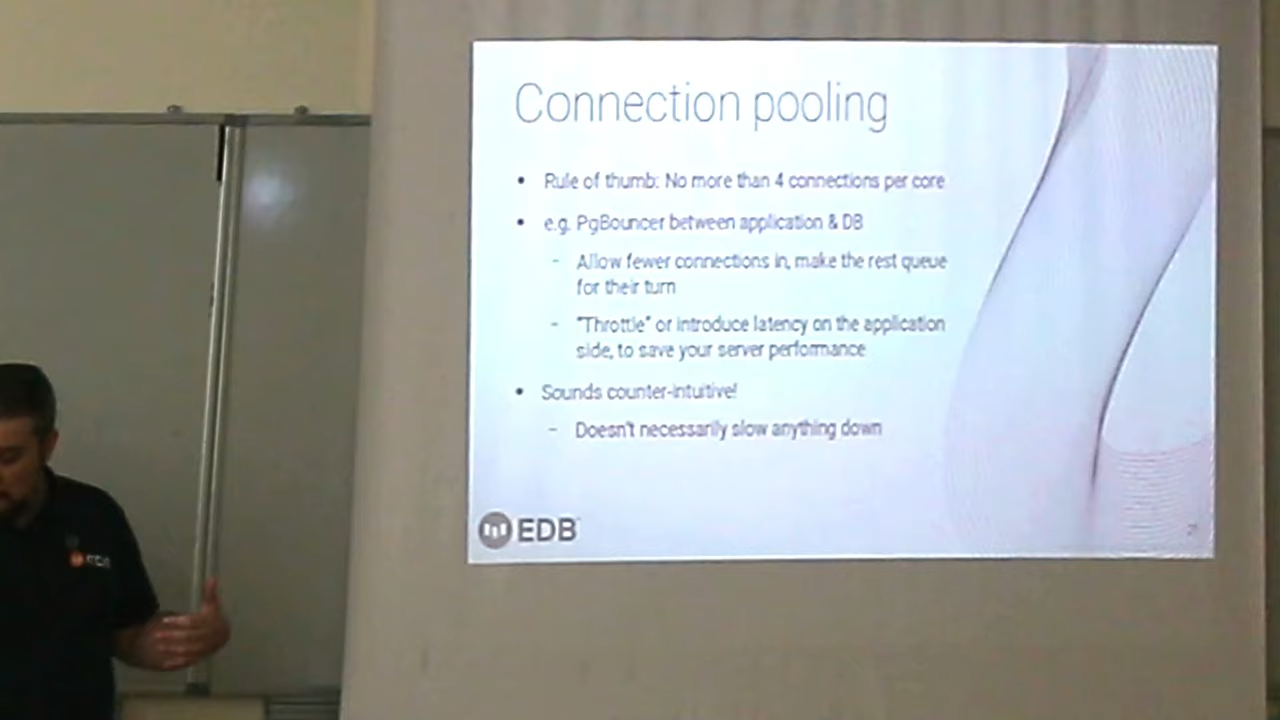 Connection pooling
• Rule of thumb: No more than 4 connections per core
• e.g. PgBouncer between application & DB
- Allow fewer connections in, make the rest queue
for their turn
- "Throttle" or introduce latency on the application
side, to save your server performance
• Sounds counter-intuitive!
- Doesn't necessarily slow anything down
EDB